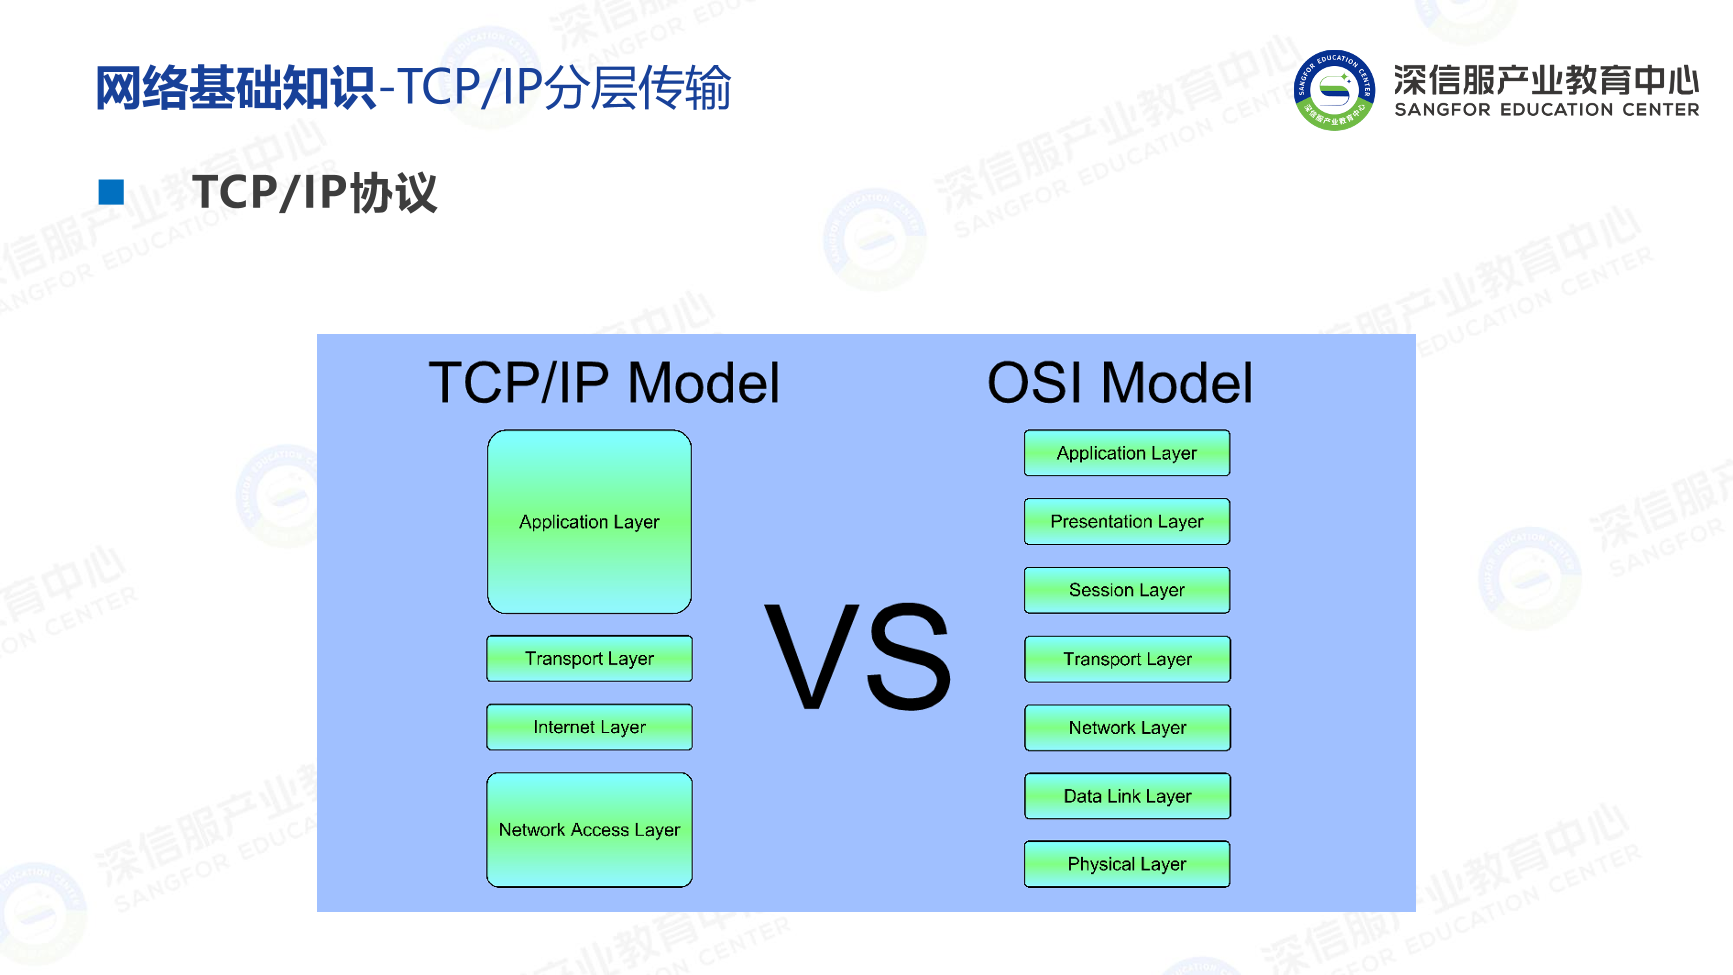 网络基础知识-TCP/IP分层传输
深信服产业教育中心
SANGFOR EDUCATION CENTER
TCP/IP协议
TCP/IP Model
OSI Model
Application Layer
Transport Layer
Internet Layer
Network Access Layer
VS
Application Layer
Presentation Layer
Session Layer
Transport Layer
Network Layer
Data Link Layer
Physical Layer